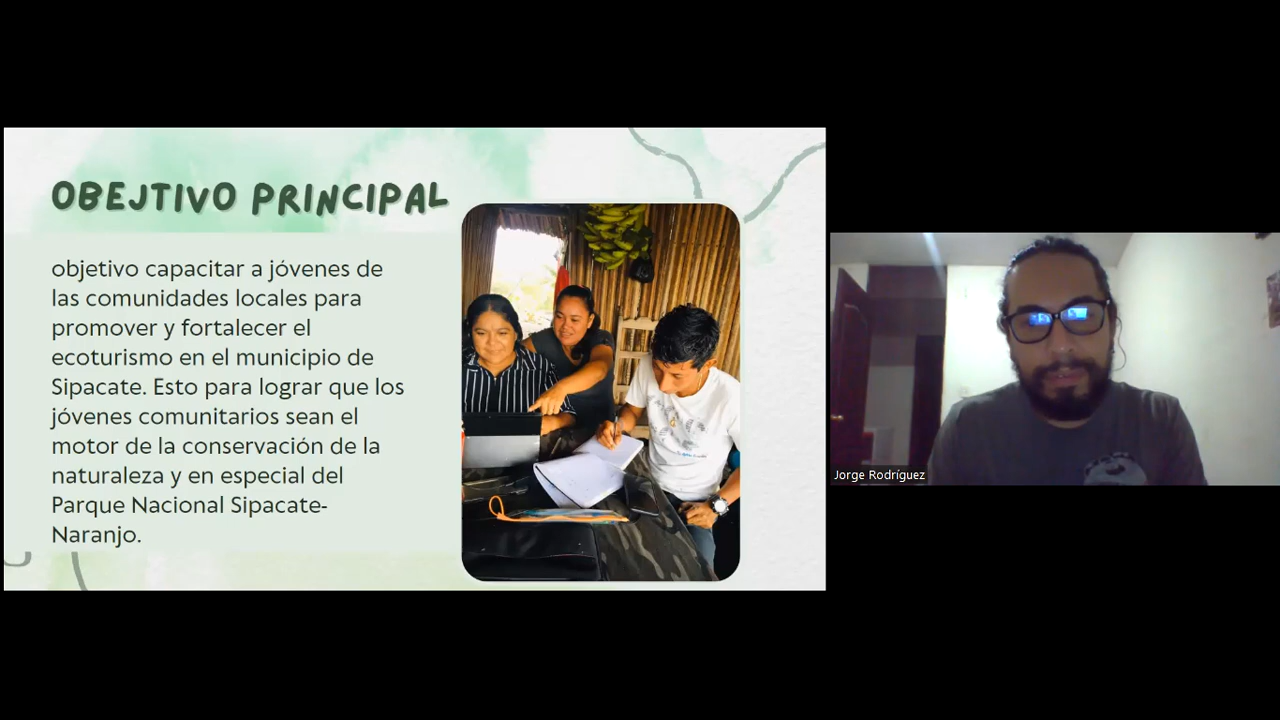 OBEJTIVO PRINCIPAL
objetivo capacitar a jóvenes de
las comunidades locales para
promover y fortalecer el
ecoturismo en el municipio de
Sipacate. Esto para lograr que los
jóvenes comunitarios sean el
motor de la conservación de la
naturaleza y en especial del
Parque Nacional Sipacate-
Naranjo.
Jorge Rodríguez